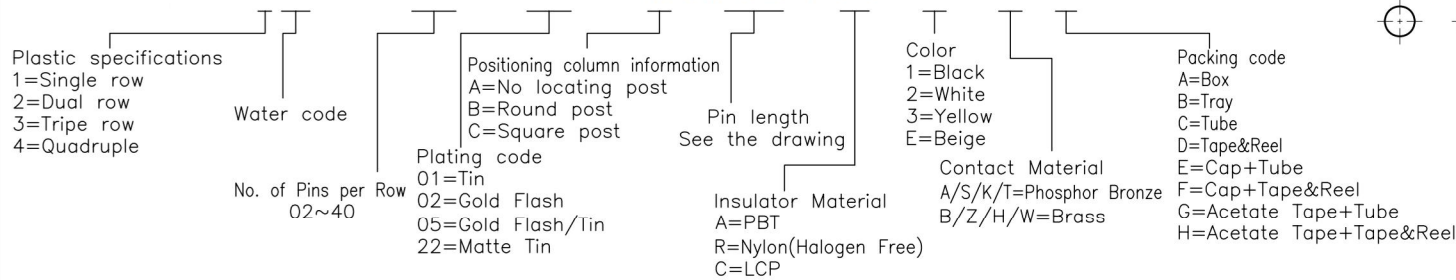 Plastic specifications
1=Single row
2=Dual row
3=Tripe row
4=Quadruple
Water code
No. of Pins per Row
02~40
Plating code
01=Tin
02=Gold Flash
05=Gold Flash/Tin
22=Matte Tin
Positioning column information
A=No locating post
B=Round post
C=Square post
Pin length
See the drawing
Insulator Material
A=PBT
R=Nylon(Halogen Free)
C=LCP
Color
1=Black
2=White
3=Yellow
E=Beige
Contact Material
A/S/K/T=Phosphor Bronze
B/Z/H/W=Brass
Packing code
A=Box
B=Tray
C=Tube
D=Tape&Reel
E=Cap+Tube
F=Cap+Tape&Reel
G=Acetate Tape+Tube
H=Acetate Tape+Tape&Reel